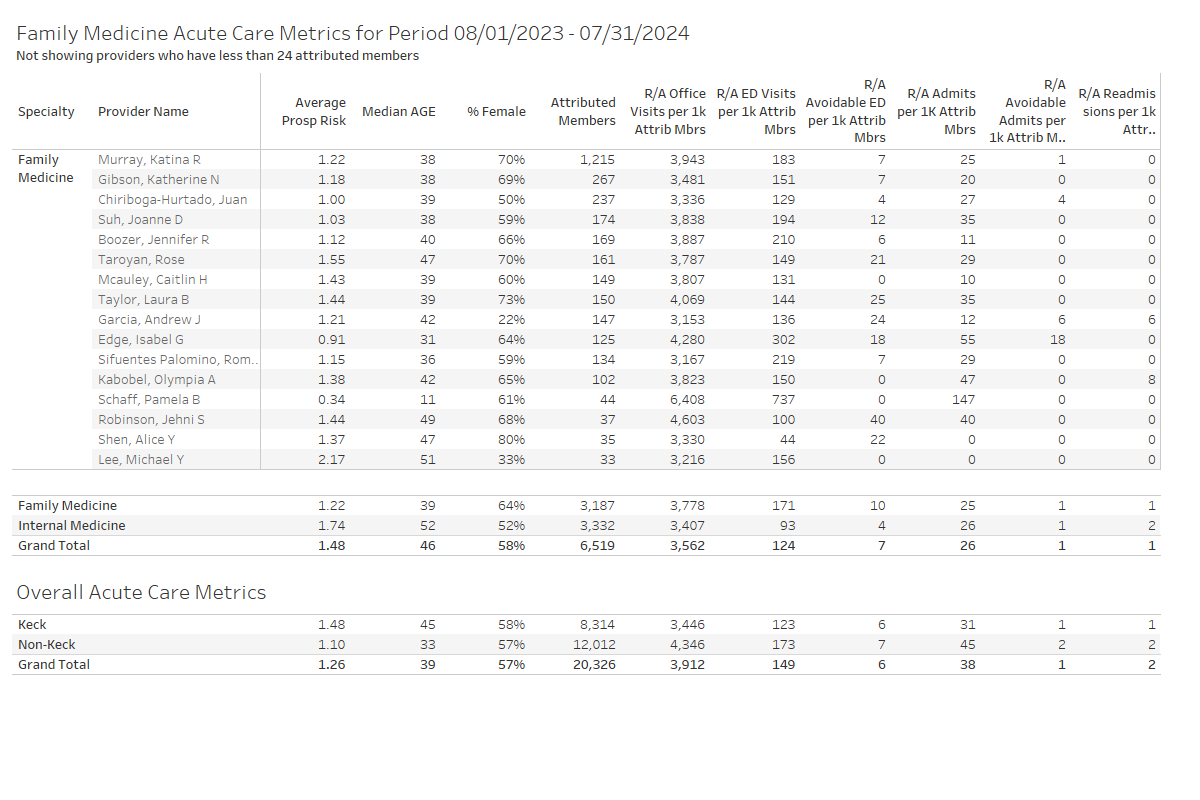 Family Medicine Acute Care Metrics for Period 08/01/2023 - 07/31/2024
Not showing providers who have less than 24 attributed members
Specialty Provider Name Average Prosp Risk Median AGE % Female Attributed Members R/A Office Visits per 1k Attrib Mbrs R/A ED Visits per 1k Attrib Mbrs R/A Avoidable ED per 1k Attrib Mbrs R/A Admits per 1K Attrib Mbrs R/A Avoidable Admits per 1k Attrib M.. R/A Readmissions per 1k Attr..
Family Medicine
Murray, Katina R 1.22 38 70% 1,215 3,943 183 7 25 1 0
Gibson, Katherine N 1.18 38 69% 267 3,481 151 7 20 0 0
Chiriboga-Hurtado, Juan 1.00 39 50% 237 3,336 129 4 27 4 0
Suh, Joanne D 1.03 38 59% 174 3,838 194 12 35 0 0
Boozer, Jennifer R 1.12 40 66% 169 3,887 210 6 11 0 0
Taroyan, Rose 1.55 47 70% 161 3,787 149 21 29 0 0
Mcauley, Caitlin H 1.43 39 60% 149 3,807 131 0 10 0 0
Taylor, Laura B 1.44 39 73% 150 4,069 144 25 35 0 0
Garcia, Andrew J 1.21 42 22% 147 3,153 136 24 12 6 6
Edge, Isabel G 0.91 31 64% 125 4,280 302 18 55 18 0
Sifuentes Palomino, Rom.. 1.15 36 59% 134 3,167 219 7 29 0 0
Kabobel, Olympia A 1.38 42 65% 102 3,823 150 0 47 0 8
Schaff, Pamela B 0.34 11 61% 44 6,408 737 0 147 0 0
Robinson, Jehni S 1.44 49 68% 37 4,603 100 40 40 0 0
Shen, Alice Y 1.37 47 80% 35 3,330 44 22 0 0 0
Lee, Michael Y 2.17 51 33% 33 3,216 156 0 0 0 0
Family Medicine 1.22 39 64% 3,187 3,778 171 10 25 1 1
Internal Medicine 1.74 52 52% 3,332 3,407 93 4 26 1 2
Grand Total 1.48 46 58% 6,519 3,562 124 7 26 1 1
Overall Acute Care Metrics
Keck 1.48 45 58% 8,314 3,446 123 6 31 1 1
Non-Keck 1.10 33 57% 12,012 4,346 173 7 45 2 2
Grand Total 1.26 39 57% 20,326 3,912 149 6 38 1 2